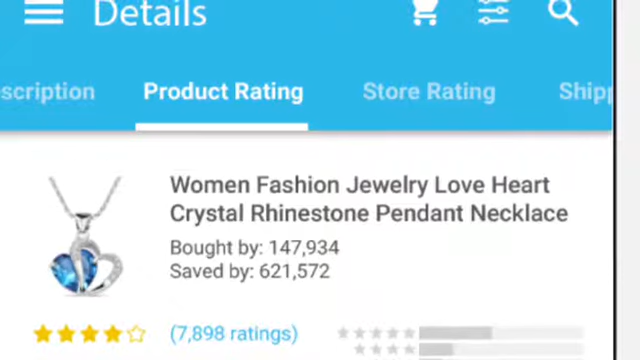 Details
scription Product Rating Store Rating Shipp
Women Fashion Jewelry Love Heart
Crystal Rhinestone Pendant Necklace
Bought by: 147,934
Saved by: 621,572
(7,898 ratings)